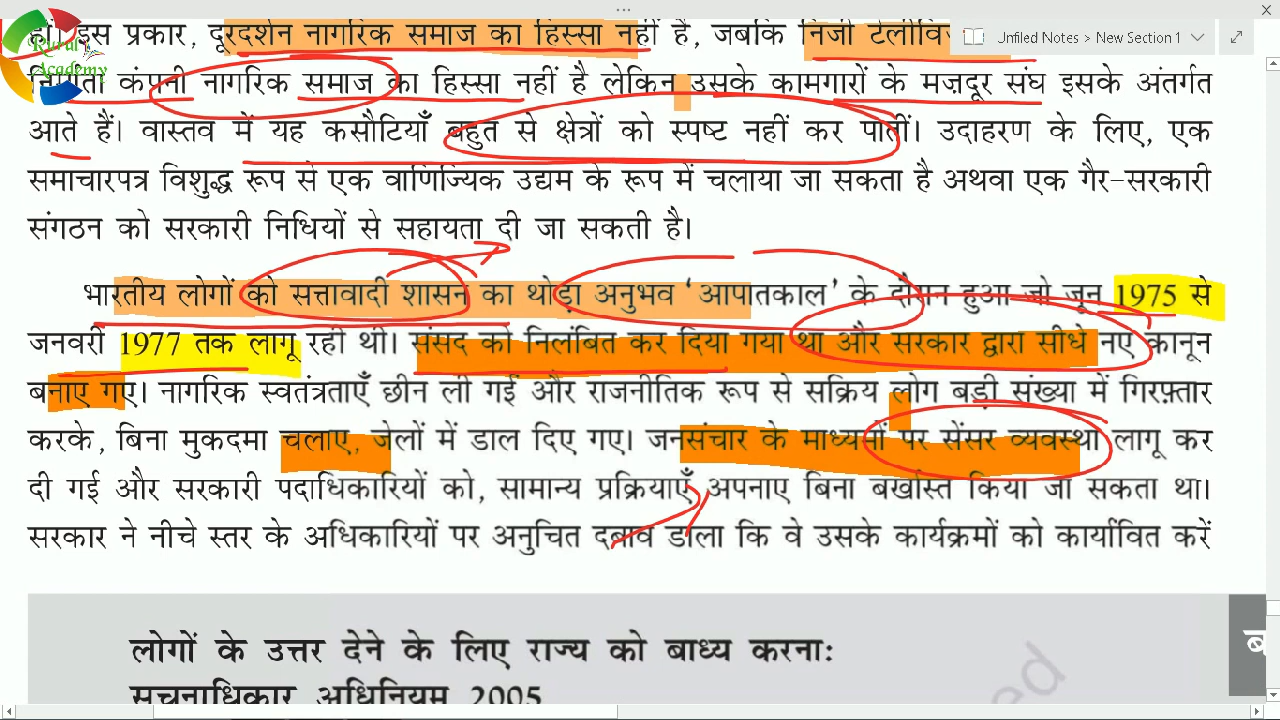 हों। इस प्रकार, दूरदर्शन नागरिक समाज का हिस्सा नहीं है, जबकि निजी
Unfiled Notes > New Section 1
Rural
Academy
कंपनी नागरिक समाज का हिस्सा नहीं है लेकिन उसके कामगारों के मज़दूर संघ इसके अंतर्गत
आते हैं। वास्तव में यह कसौटियाँ बहुत से क्षेत्रों को स्पष्ट नहीं कर पातीं। उदाहरण के लिए, एक
समाचारपत्र विशुद्ध रूप से एक वाणिज्यिक उद्यम के रूप में चलाया जा सकता है अथवा एक गैर-सरकारी
संगठन को सरकारी निधियों से सहायता दी जा सकती है।
भारतीय लोगों को सत्तावादी शासन का थोड़ा अनुभव ‘आपातकाल’ के दौरान हुआ जो जून 1975 से
जनवरी 1977 तक लागू रही थी। संसद को निलंबित कर दिया गया था और सरकार द्वारा सीधे नए कानून
बनाए गए। नागरिक स्वतंत्रताएँ छीन ली गईं और राजनीतिक रूप से सक्रिय लोग बड़ी संख्या में गिरफ़्तार
करके, बिना मुकदमा चलाए, जेलों में डाल दिए गए। जनसंचार के माध्यमों पर सेंसर व्यवस्था लागू कर
दी गई और सरकारी पदाधिकारियों को, सामान्य प्रक्रियाएँ अपनाए बिना बर्खास्त किया जा सकता था।
सरकार ने नीचे स्तर के अधिकारियों पर अनुचित दबाव डाला कि वे उसके कार्यक्रमों को कार्यान्वित करें
लोगों के उत्तर देने के लिए राज्य को बाध्य करना:
सूचनाधिकार अधिनियम 2005